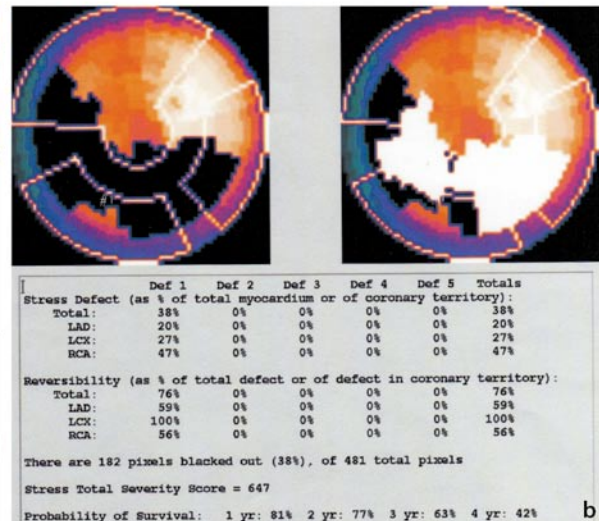 #1
Def 1 Def 2 Def 3 Def 4 Def 5 Totals
Stress Defect (as % of total myocardium or of coronary territory):
Total: 38% 0% 0% 0% 0% 38%
LAD: 20% 0% 0% 0% 0% 20%
LCX: 27% 0% 0% 0% 0% 27%
RCA: 47% 0% 0% 0% 0% 47%
Reversibility (as % of total defect or of defect in coronary territory):
Total: 76% 0% 0% 0% 0% 76%
LAD: 59% 0% 0% 0% 0% 59%
LCX: 100% 0% 0% 0% 0% 100%
RCA: 56% 0% 0% 0% 0% 56%
There are 182 pixels blacked out (38%), of 481 total pixels
Stress Total Severity Score = 647
Probability of Survival: 1 yr: 81% 2 yr: 77% 3 yr: 63% 4 yr: 42%
b